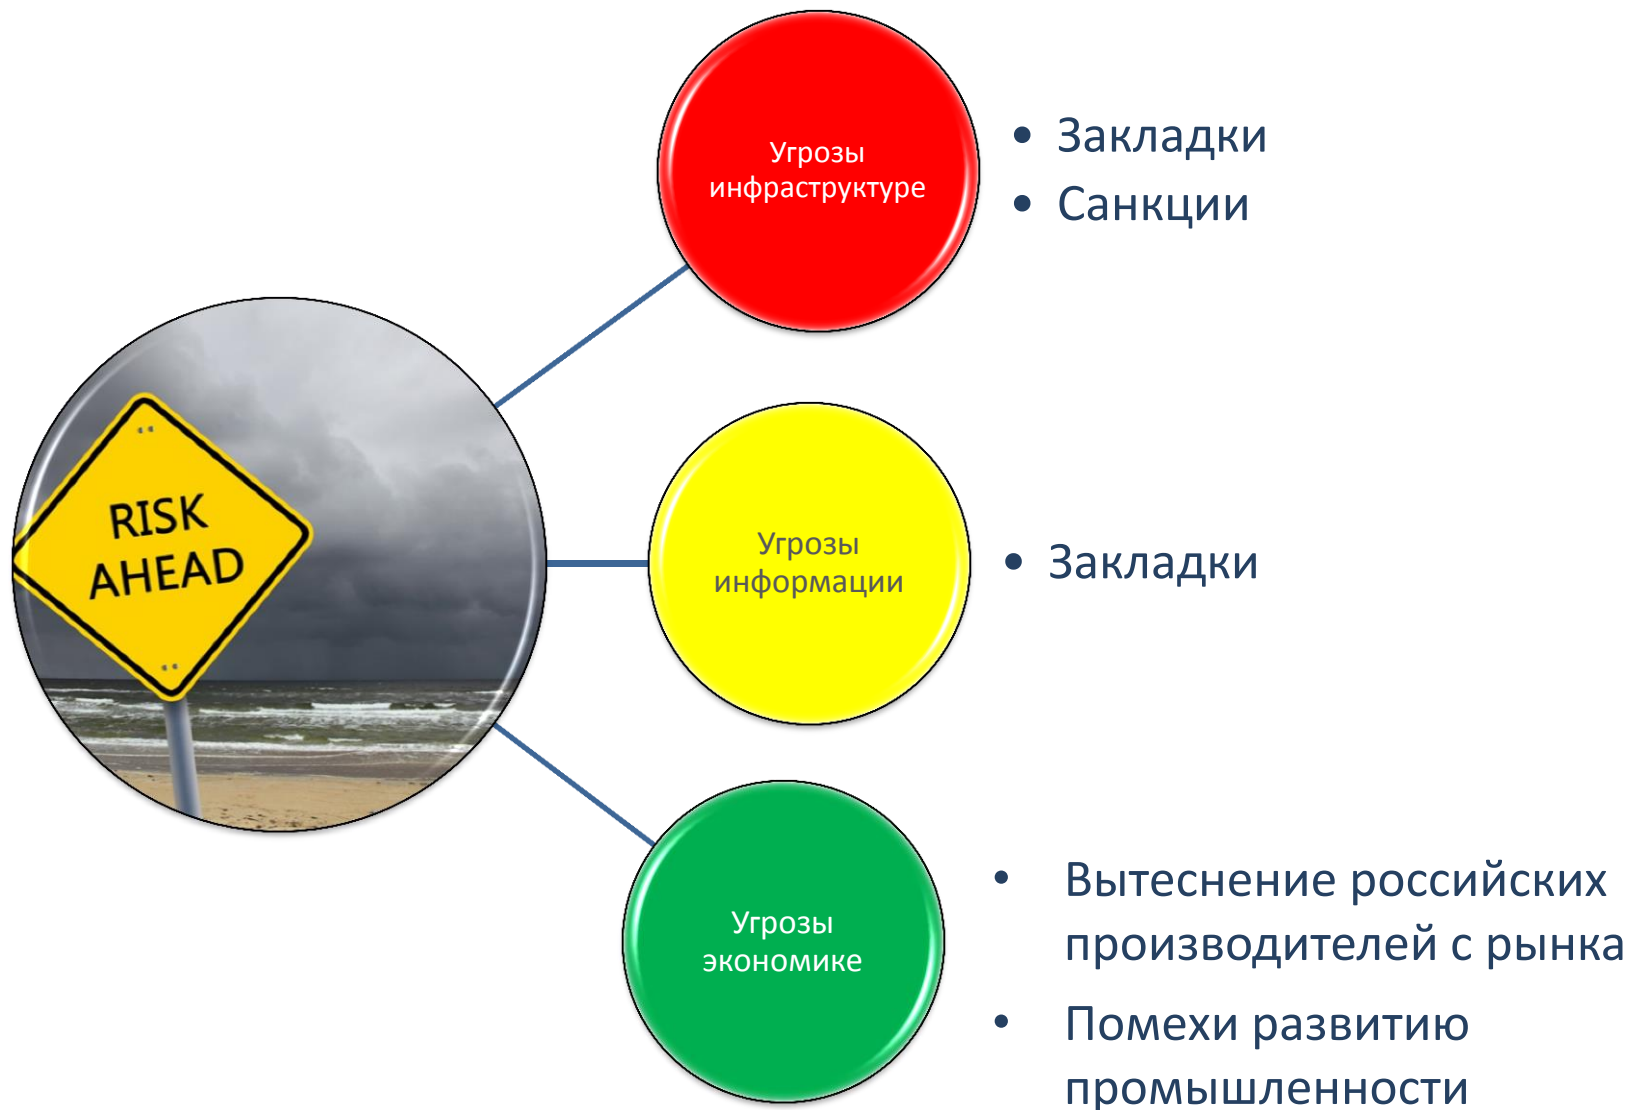 Угрозы
инфраструктуре
• Закладки
• Санкции
RISK
AHEAD
Угрозы
информации
• Закладки
Угрозы
экономике
• Вытеснение российских
производителей с рынка
• Помехи развитию
промышленности